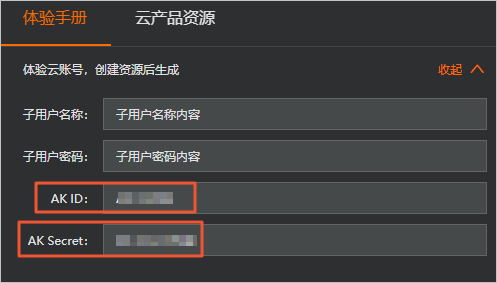 体验手册 云产品资源
体验云账号，创建资源后生成 收起
子用户名称： 子用户名称内容
子用户密码： 子用户密码内容
AK ID：
AK Secret：